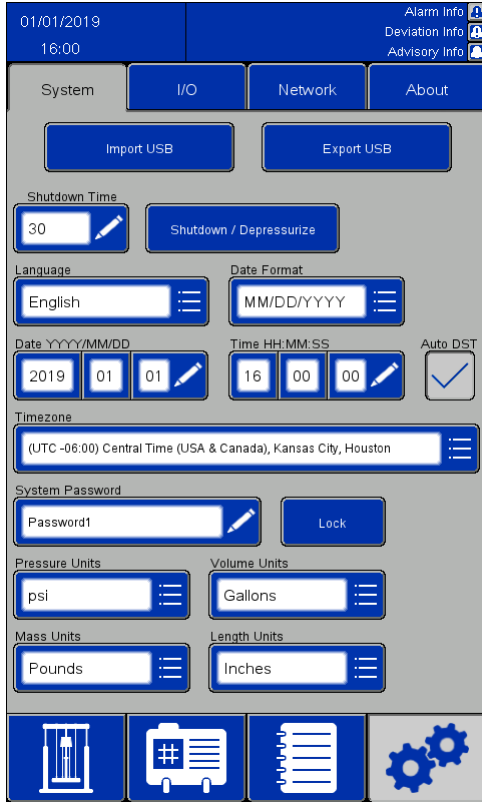 01/01/2019
16:00
Alarm Info
Deviation Info
Advisory Info
System
I/O
Network
About
Import USB
Export USB
Shutdown Time
30
Shutdown / Depressurize
Language
Date Format
English
MM/DD/YYYY
Date YYYY/MM/DD
Time HH:MM:SS
Auto DST
2019 01 01
16 00 00
Timezone
(UTC -06:00) Central Time (USA & Canada), Kansas City, Houston
System Password
Password1
Lock
Pressure Units
Volume Units
psi
Gallons
Mass Units
Length Units
Pounds
Inches